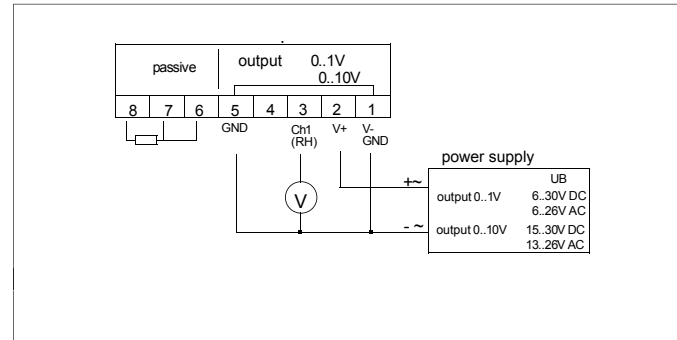 passive output 0..1V
0..10V
8 7 6 5 4 3 2 1
GND Ch1 V+ V-
(RH) GND
power supply
V
+~ UB
output 0..1V 6..30V DC
6..26V AC
- ~ output 0..10V 15..30V DC
13..26V AC